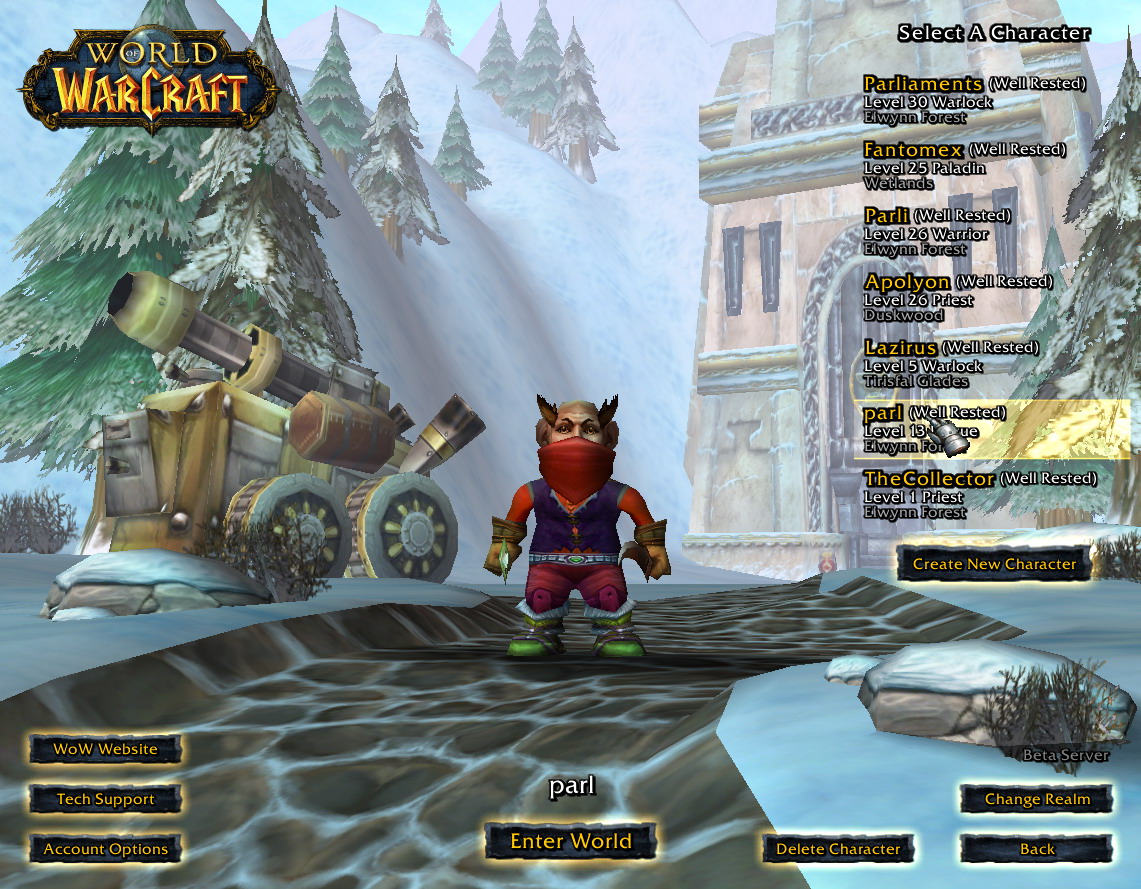 WORLD
OF
WARCRAFT
Select A Character
Parliaments (Well Rested)
Level 30 Warlock
Elwynn Forest
Fantomex (Well Rested)
Level 25 Paladin
Wetlands
Parli (Well Rested)
Level 26 Warrior
Elwynn Forest
Apolyon (Well Rested)
Level 26 Priest
Duskwood
Lazirus (Well Rested)
Level 5 Warlock
Tirisfal Glades
parl (Well Rested)
Level 13
Elwynn
TheCollector (Well Rested)
Level 1 Priest
Elwynn Forest
Create New Character
WoW Website
Tech Support
Account Options
parl
Enter World
Beta Server
Change Realm
Delete Character
Back